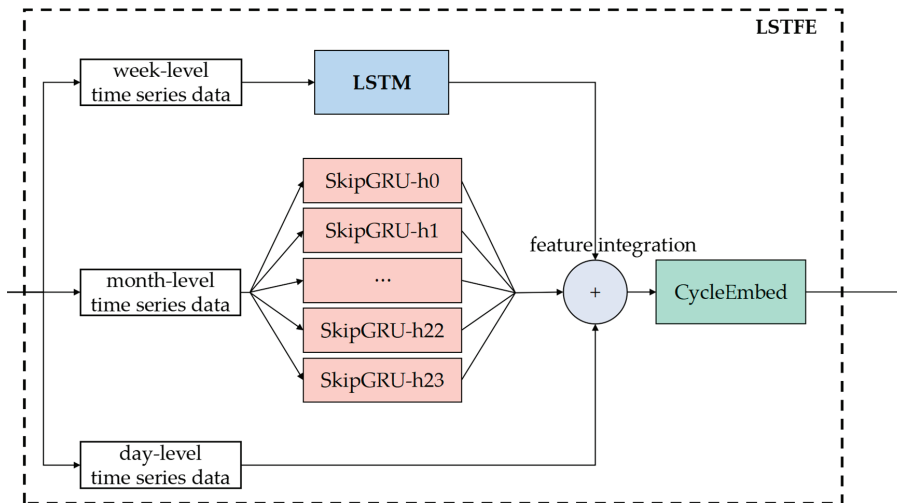 LSTFE
week-level
time series data
LSTM
SkipGRU-h0
SkipGRU-h1
feature integration
month-level
time series data
...
+
CycleEmbed
SkipGRU-h22
SkipGRU-h23
day-level
time series data